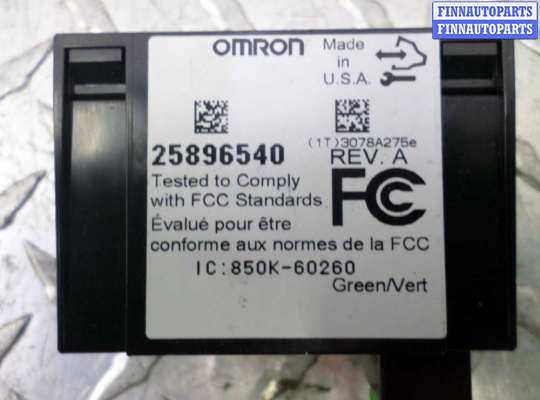 FINNAUTOPARTS
FINNAUTOPARTS
OMRON
Made
in
U.S.A.
(1T)3078A275e
25896540
REV. A
Tested to Comply
with FCC Standards
FC
Évalué pour être
conforme aux normes de la FCC
IC:850K-60260
Green/Vert